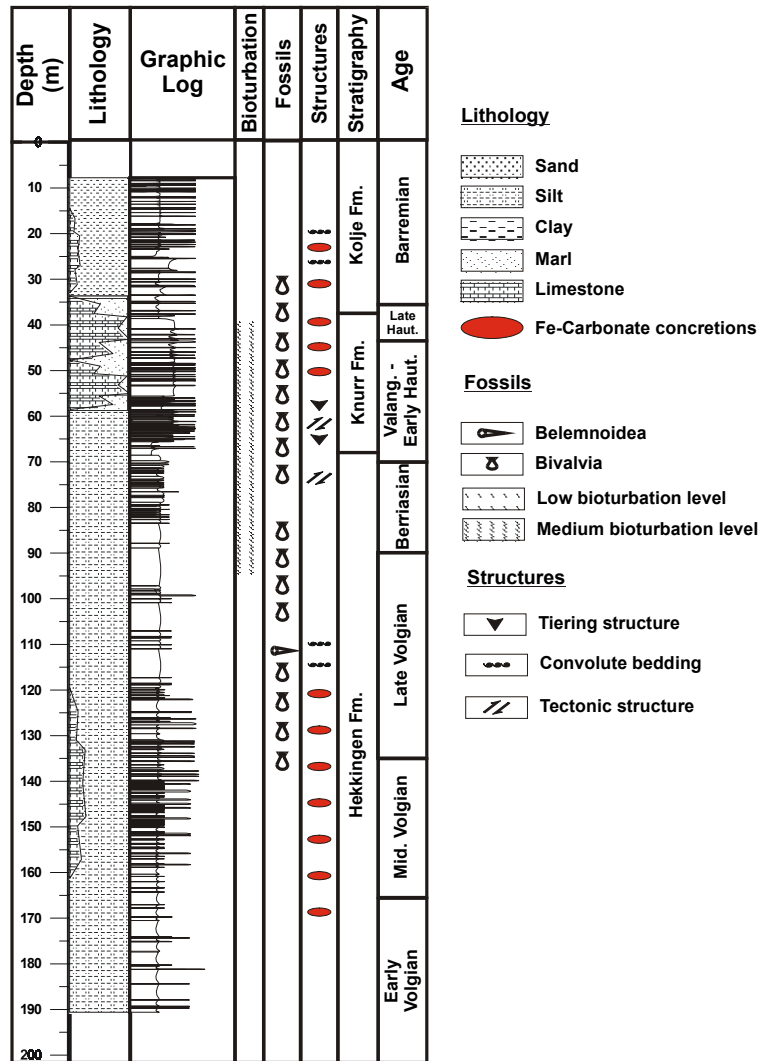 Depth
(m)
Lithology
Graphic
Log
Bioturbation
Fossils
Structures
Stratigraphy
Age
0
10
20
30
40
50
60
70
80
90
100
110
120
130
140
150
160
170
180
190
200
Kolje Fm.
Knurr Fm.
Hekkingen Fm.
Barremian
Late
Haut.
Valang. -
Early Haut.
Berriasian
Late Volgian
Mid. Volgian
Early
Volgian
Lithology
Sand
Silt
Clay
Marl
Limestone
Fe-Carbonate concretions
Fossils
Belemnoidea
Bivalvia
Low bioturbation level
Medium bioturbation level
Structures
Tiering structure
Convolute bedding
Tectonic structure